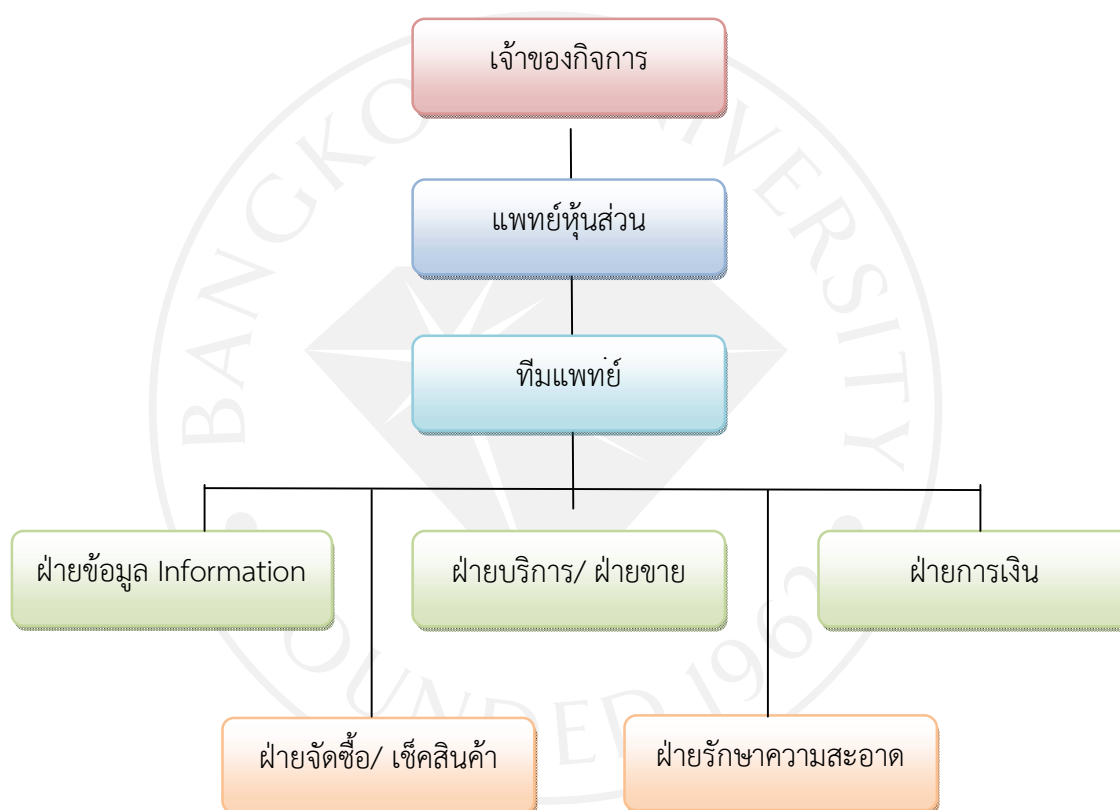 เจ้าของกิจการ
แพทย์หุ้นส่วน
ทีมแพทย์
ฝ่ายข้อมูล Information
ฝ่ายบริการ/ ฝ่ายขาย
ฝ่ายการเงิน
ฝ่ายจัดซื้อ/ เช็คสินค้า
ฝ่ายรักษาความสะอาด
BANGKOK UNIVERSITY
FOUNDED 1962